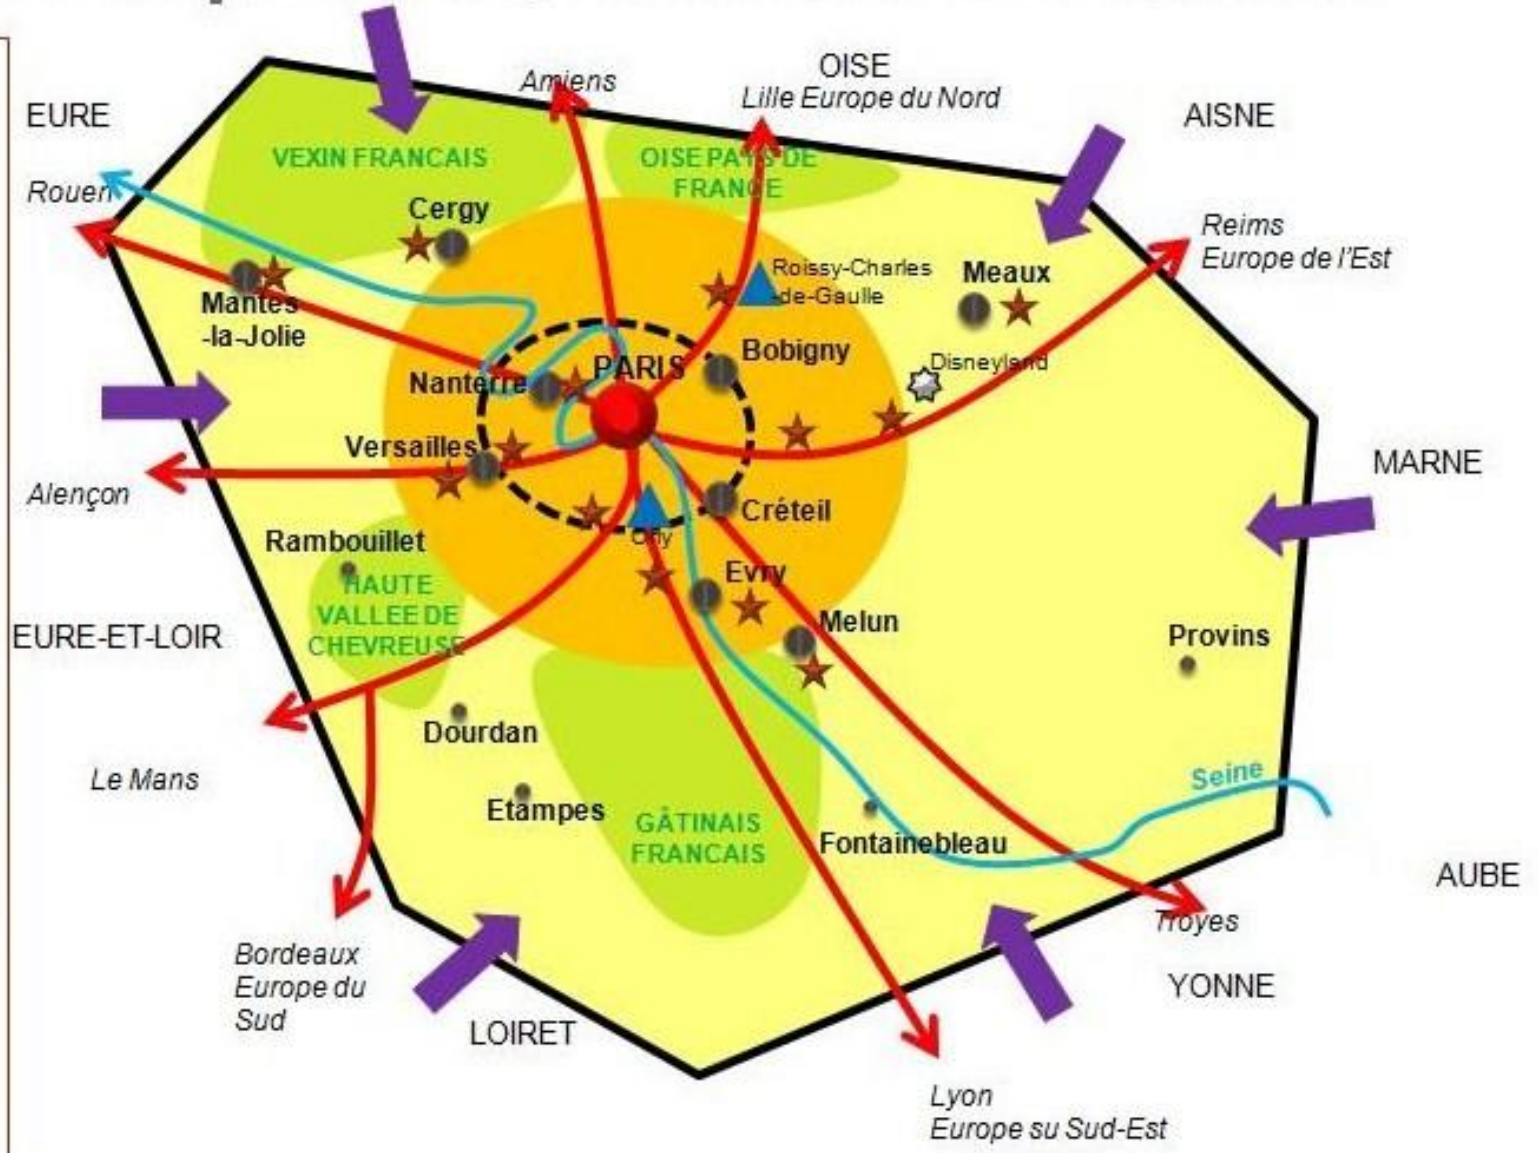 OISE
Amiens
Lille Europe du Nord
EURE
AISNE
VEXIN FRANCAIS
OISE PAYS DE
FRANCE
Rouen
Cergy
Reims
Europe de l'Est
Roissy-Charles
-de-Gaulle
Meaux
Mantes
-la-Jolie
Bobigny
Disneyland
PARIS
Nanterre
Versailles
MARNE
Alençon
Créteil
Orly
Rambouillet
HAUTE
VALLEE DE
CHEVREUSE
Evry
Melun
EURE-ET-LOIR
Provins
Dourdan
Le Mans
Seine
Etampes
GÂTINAIS
FRANCAIS
Fontainebleau
AUBE
Troyes
Bordeaux
Europe du
Sud
YONNE
LOIRET
Lyon
Europe su Sud-Est